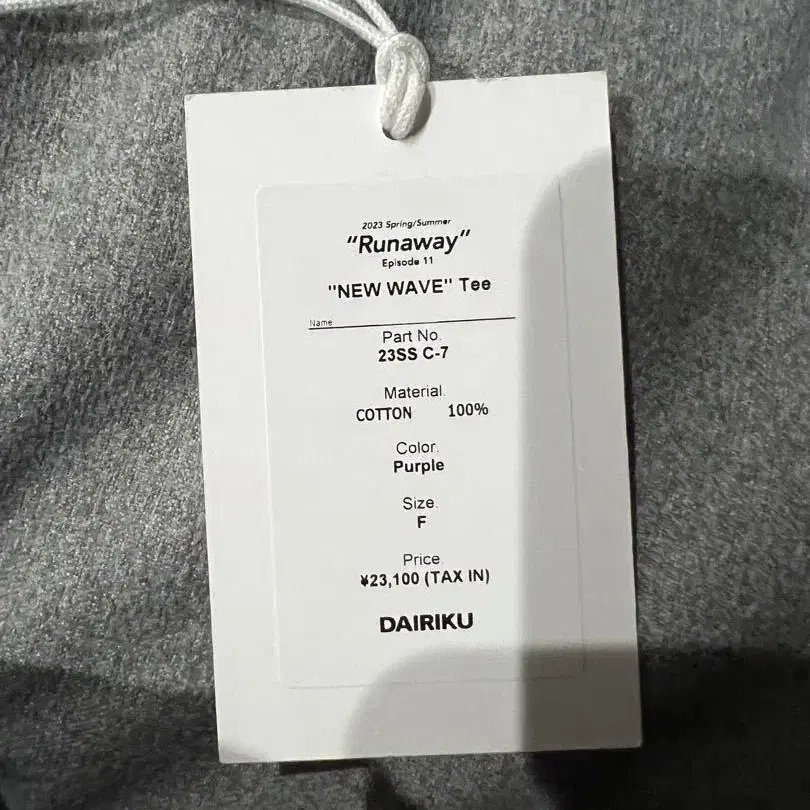 2023 Spring/Summer
"Runaway"
Episode 11
"NEW WAVE" Tee
Name
Part No.
23SS C-7
Material.
COTTON 100%
Color.
Purple
Size.
F
Price
¥23,100 (TAX IN)
DAIRIKU